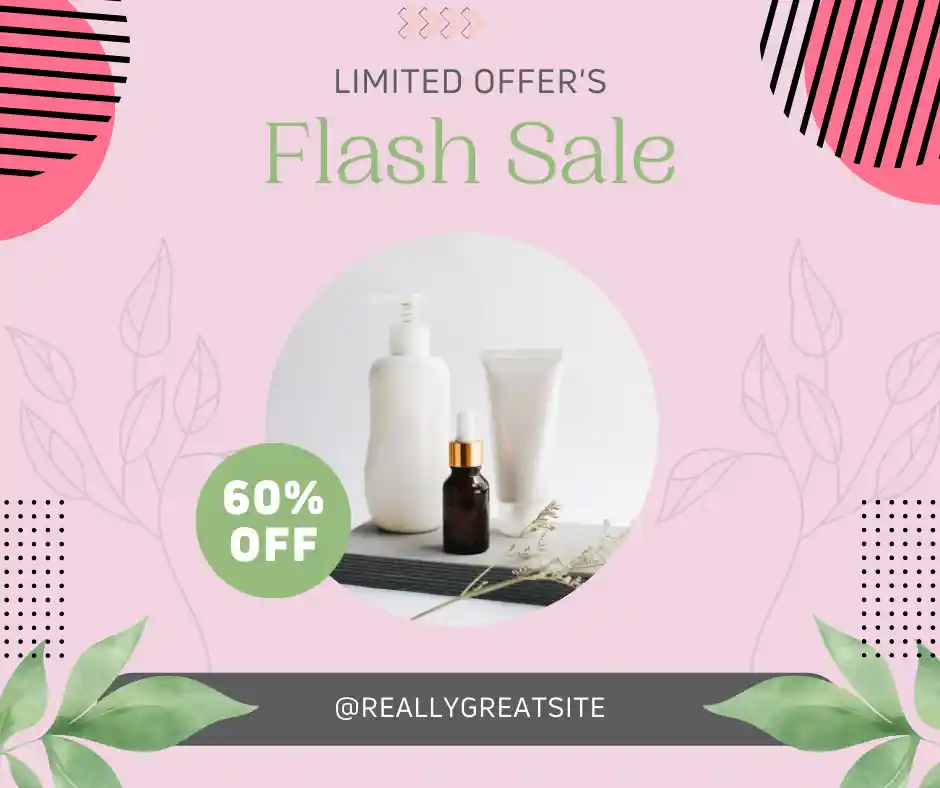 LIMITED OFFER'S
Flash Sale
60%
OFF
@REALLYGREATSITE